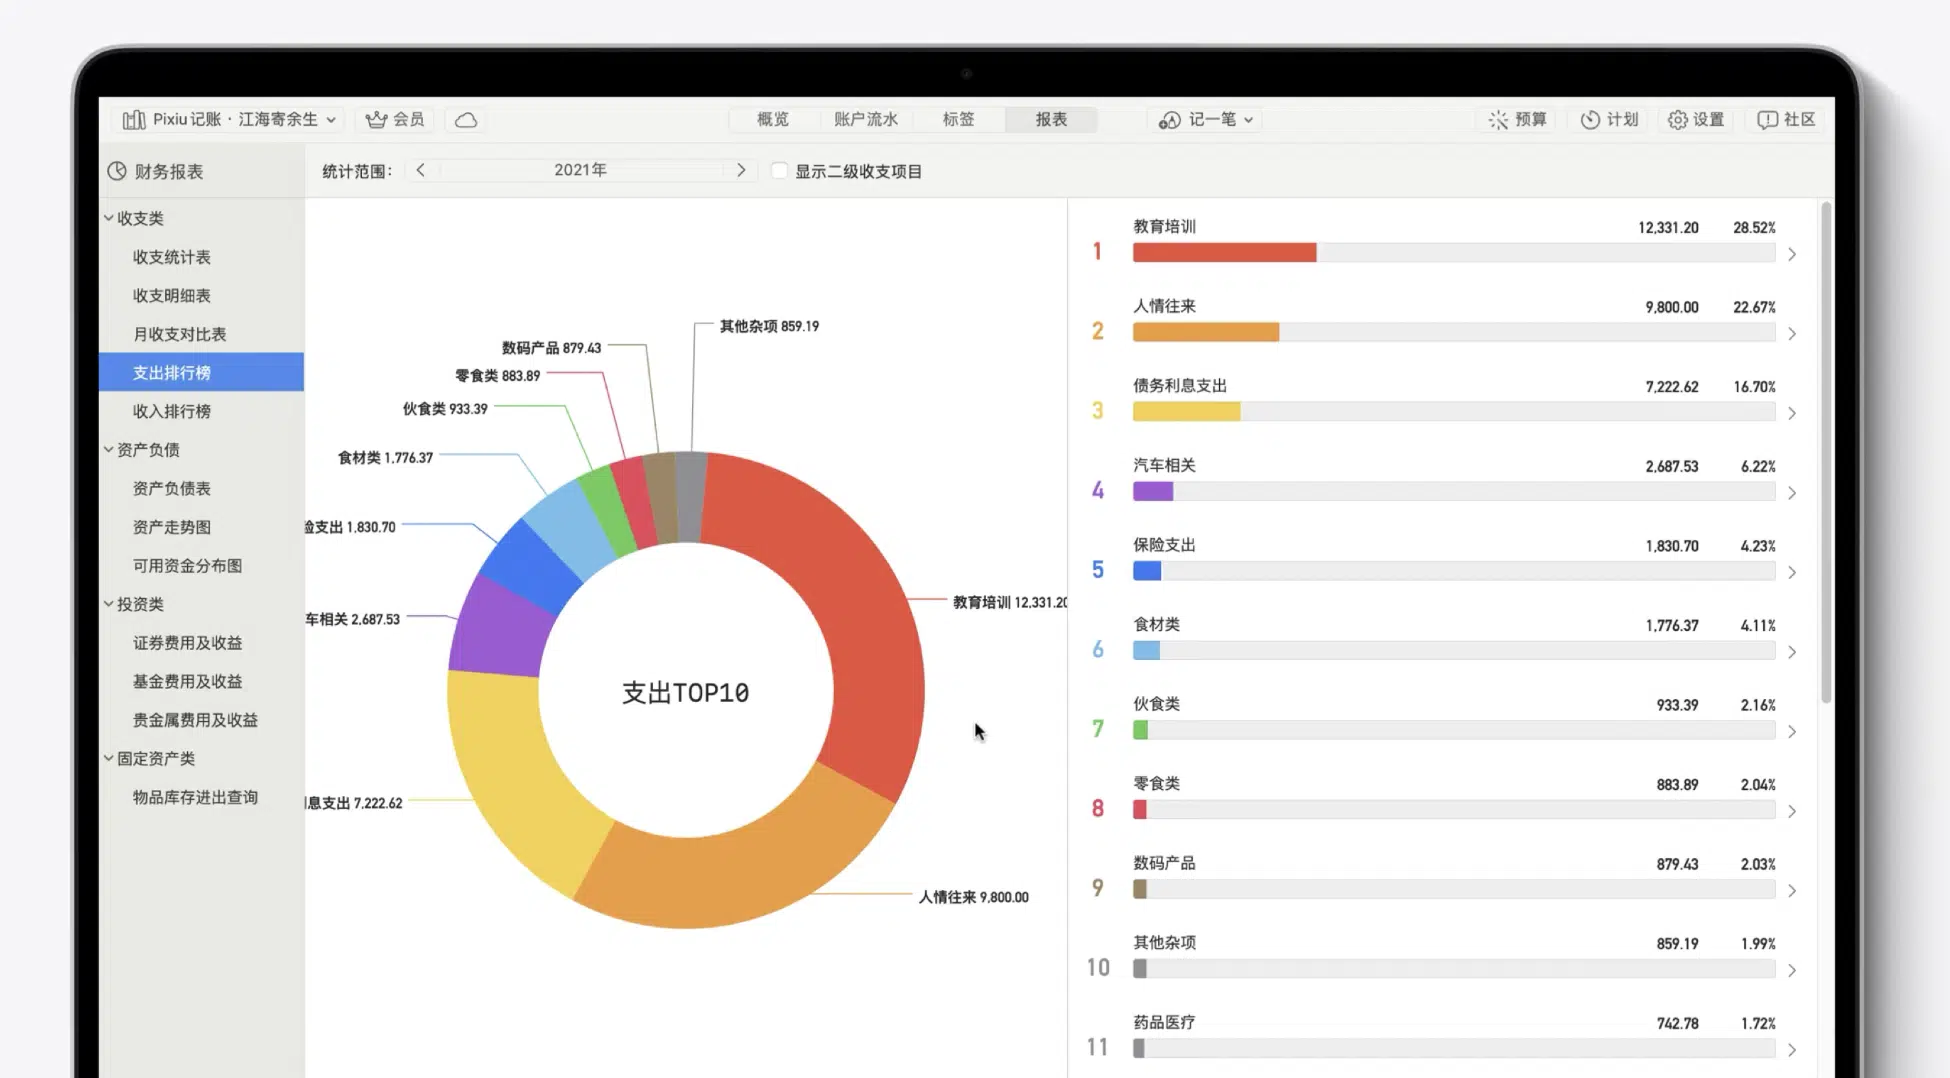 Pixiu 记账 · 江海寄余生
会员
概览
账户流水
标签
报表
记一笔
预算
计划
设置
社区
财务报表
统计范围：
2021年
显示二级收支项目
收支类
收支统计表
收支明细表
月收支对比表
支出排行榜
收入排行榜
资产负债
资产负债表
资产走势图
可用资金分布图
投资类
证券费用及收益
基金费用及收益
贵金属费用及收益
固定资产类
物品库存进出查询
其他杂项 859.19
数码产品 879.43
零食类 883.89
伙食类 933.39
食材类 1,776.37
险支出 1,830.70
车相关 2,687.53
息支出 7,222.62
教育培训 12,331.20
人情往来 9,800.00
支出TOP10
1 教育培训 12,331.20 28.52%
2 人情往来 9,800.00 22.67%
3 债务利息支出 7,222.62 16.70%
4 汽车相关 2,687.53 6.22%
5 保险支出 1,830.70 4.23%
6 食材类 1,776.37 4.11%
7 伙食类 933.39 2.16%
8 零食类 883.89 2.04%
9 数码产品 879.43 2.03%
10 其他杂项 859.19 1.99%
11 药品医疗 742.78 1.72%